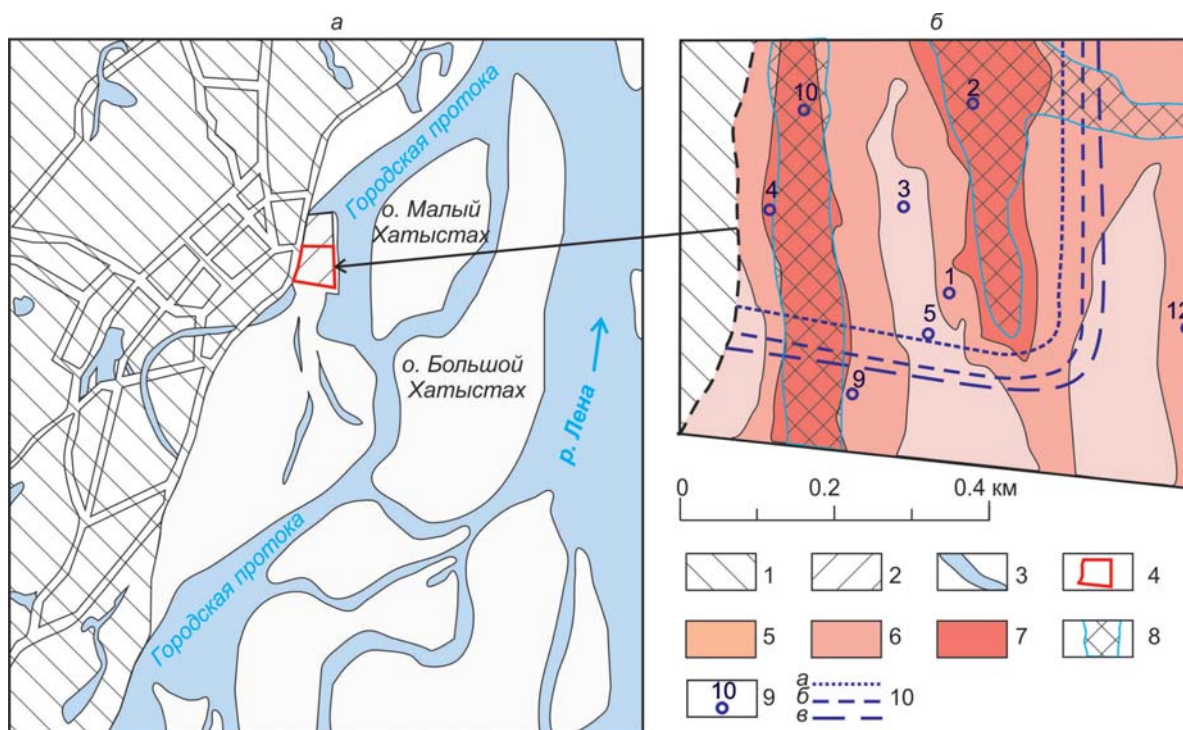 а
Городская протока
о. Малый
Хатыстах
о. Большой
Хатыстах
р. Лена
Городская протока
б
10
2
4
3
1
5
12
9
0
0.2
0.4 км
1
2
3
4
5
6
7
8
10
9
а
б
в
10